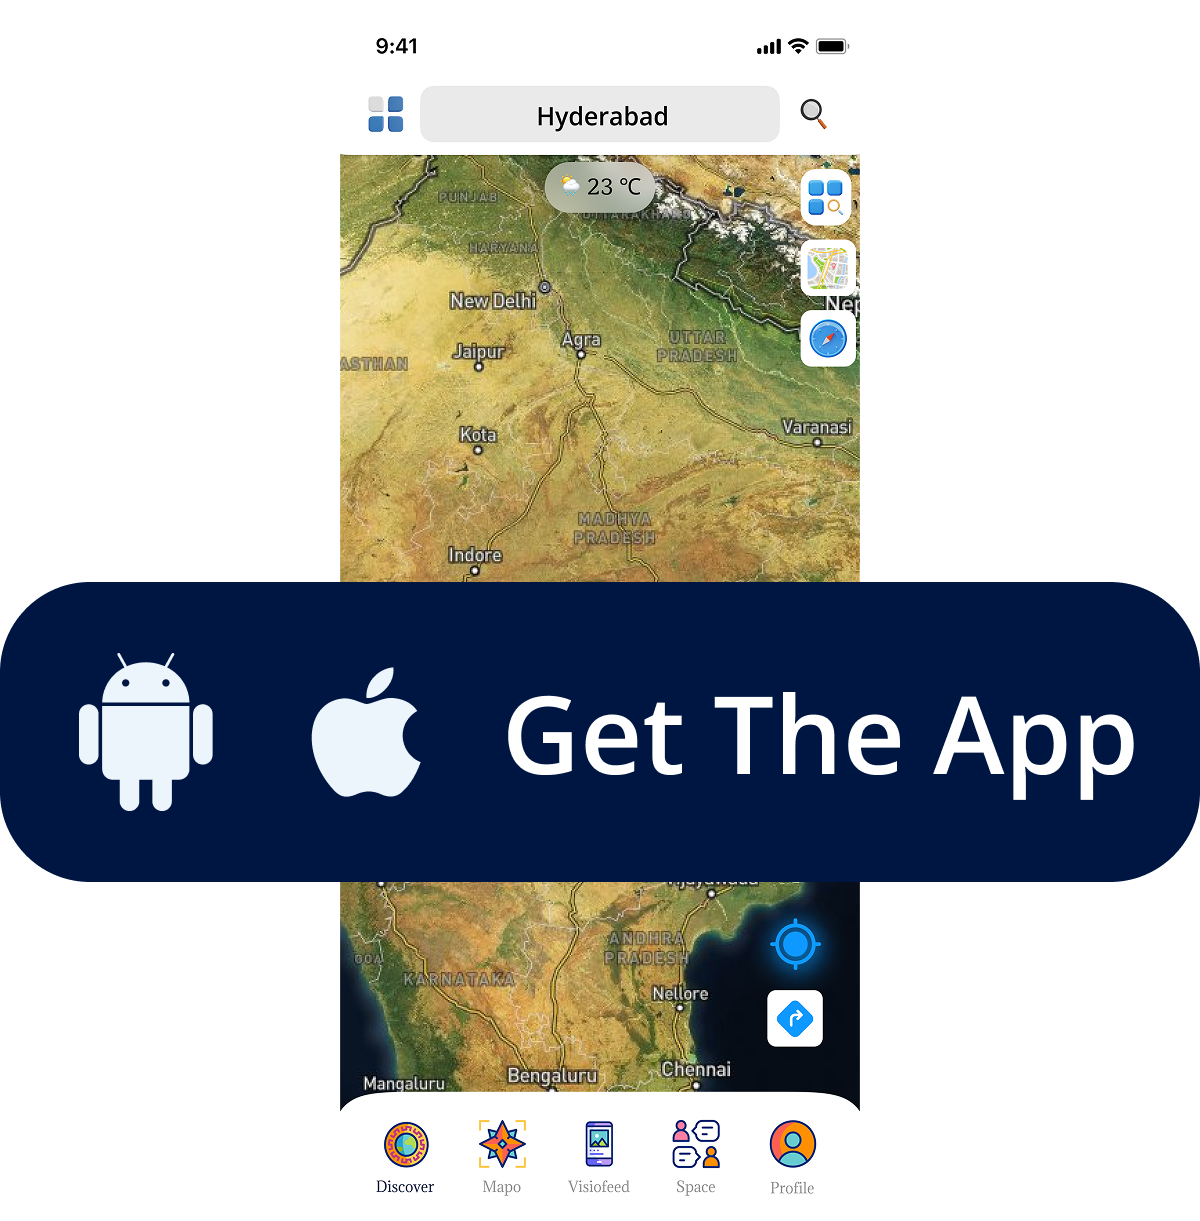 9:41
Hyderabad
23 °C
PUNJAB
UTTARAKHAND
HARYANA
New Delhi
Nep
Agra
UTTAR
PRADESH
Jaipur
ASTHAN
Varanasi
Kota
MADHYA
PRADESH
Indore
Get The App
ANDHRA
PRADESH
GOA
KARNATAKA
Nellore
Chennai
Bengaluru
Mangaluru
Discover
Mapo
Visiofeed
Space
Profile